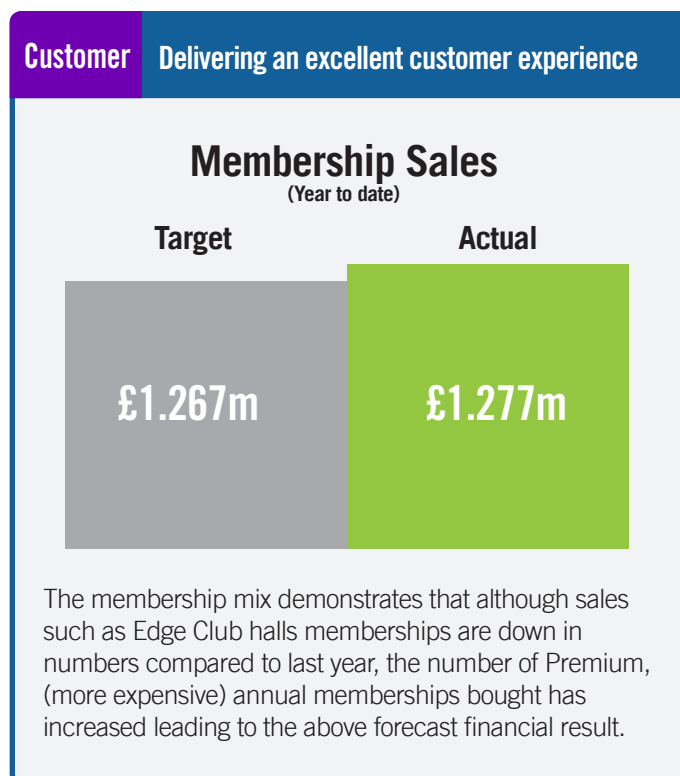 Customer Delivering an excellent customer experience
Membership Sales
(Year to date)
Target Actual
£1.267m £1.277m
The membership mix demonstrates that although sales
such as Edge Club halls memberships are down in
numbers compared to last year, the number of Premium,
(more expensive) annual memberships bought has
increased leading to the above forecast financial result.